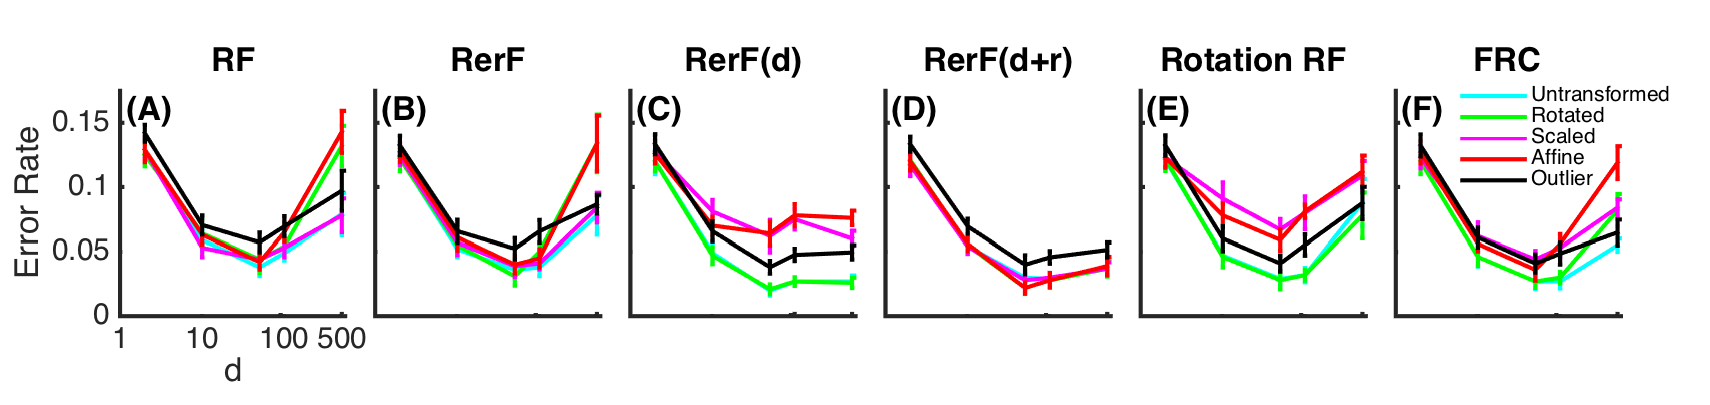 RF
RerF
RerF(d)
RerF(d+r)
Rotation RF
FRC
(A)
(B)
(C)
(D)
(E)
(F)
Untransformed
Rotated
Scaled
Affine
Outlier
Error Rate
0.15
0.1
0.05
0
1 10 100 500
d